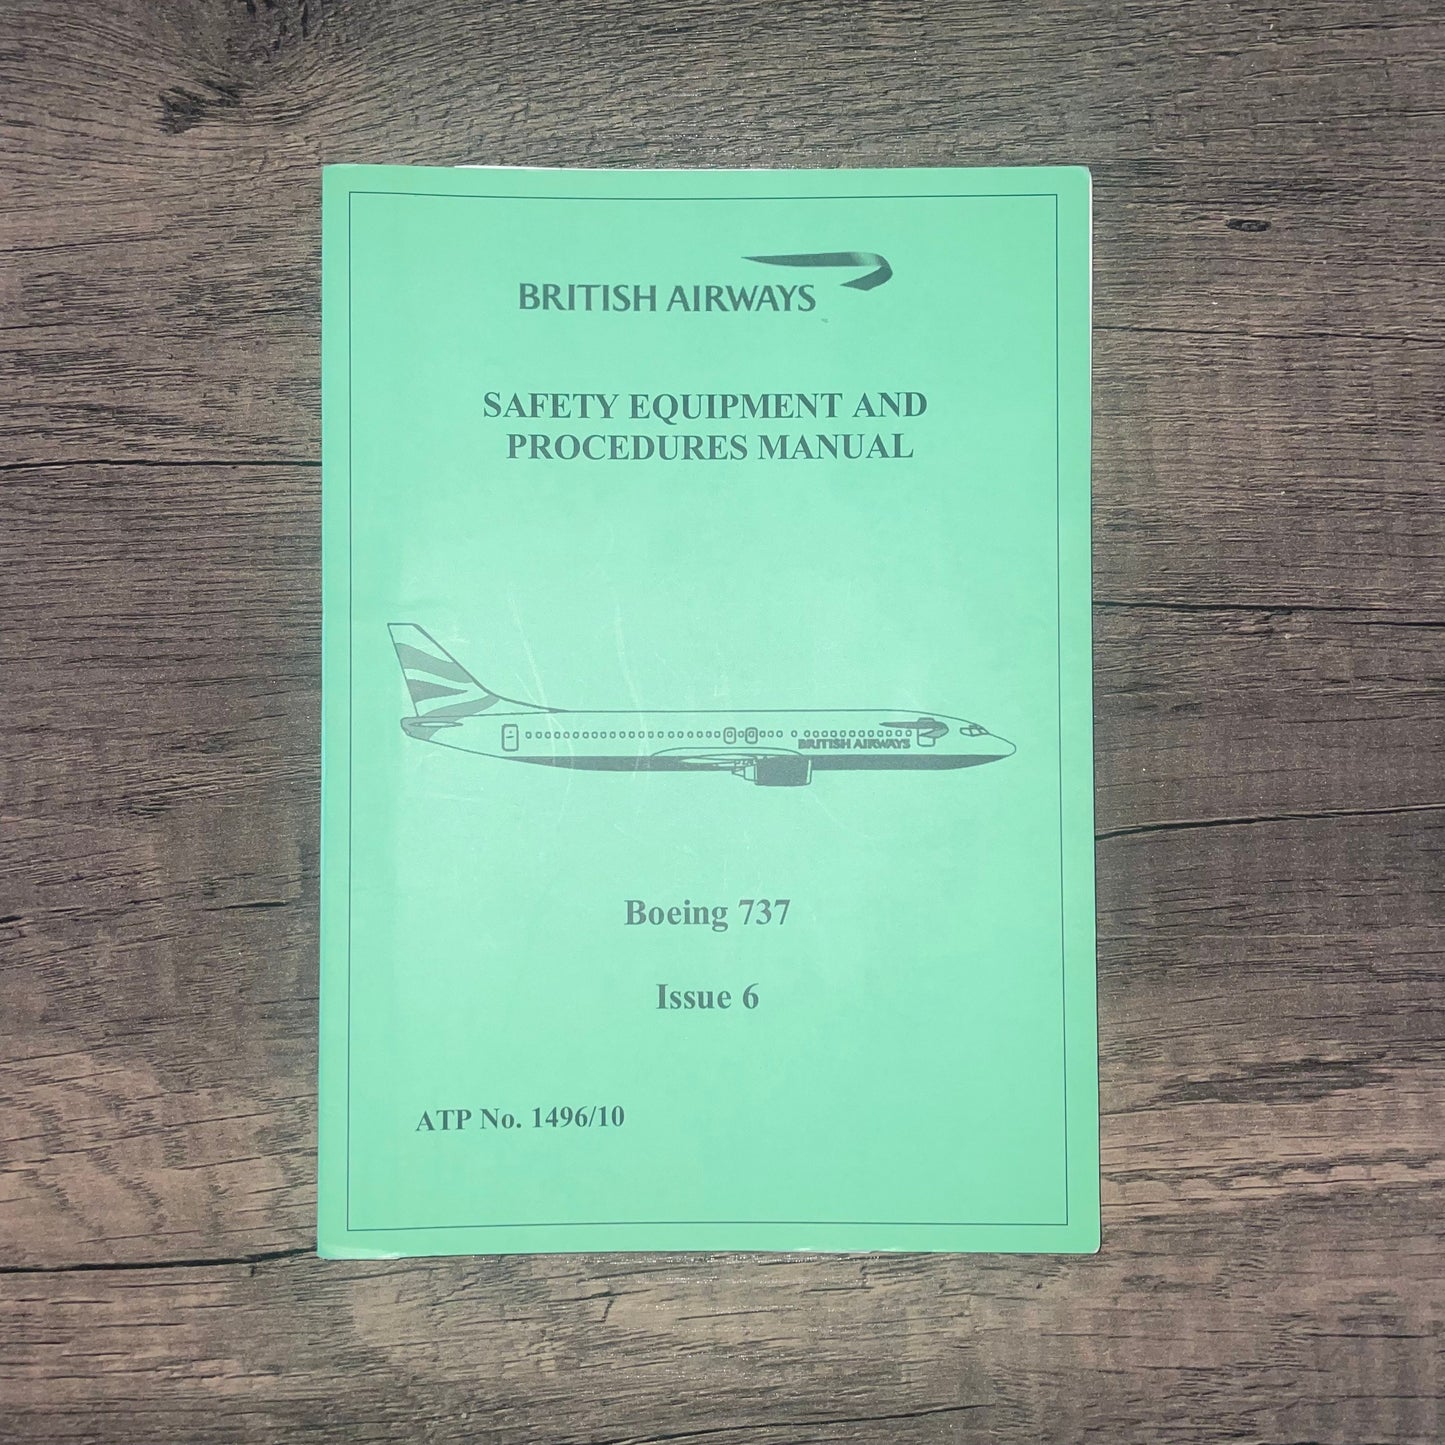 BRITISH AIRWAYS
SAFETY EQUIPMENT AND
PROCEDURES MANUAL
BRITISH AIRWAYS
Boeing 737
Issue 6
ATP No. 1496/10